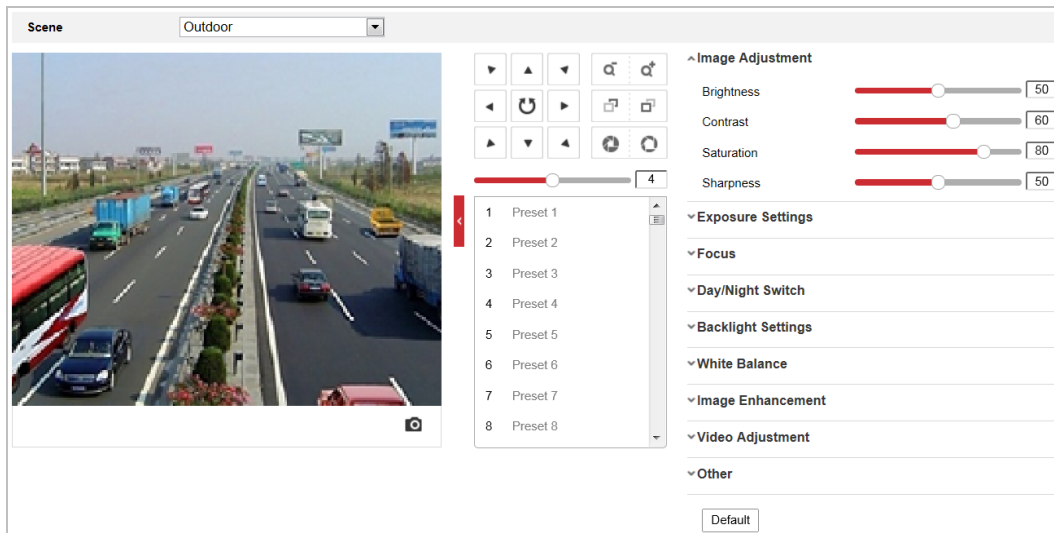 Scene Outdoor
4
1 Preset 1
2 Preset 2
3 Preset 3
4 Preset 4
5 Preset 5
6 Preset 6
7 Preset 7
8 Preset 8
Image Adjustment
Brightness 50
Contrast 60
Saturation 80
Sharpness 50
Exposure Settings
Focus
Day/Night Switch
Backlight Settings
White Balance
Image Enhancement
Video Adjustment
Other
Default